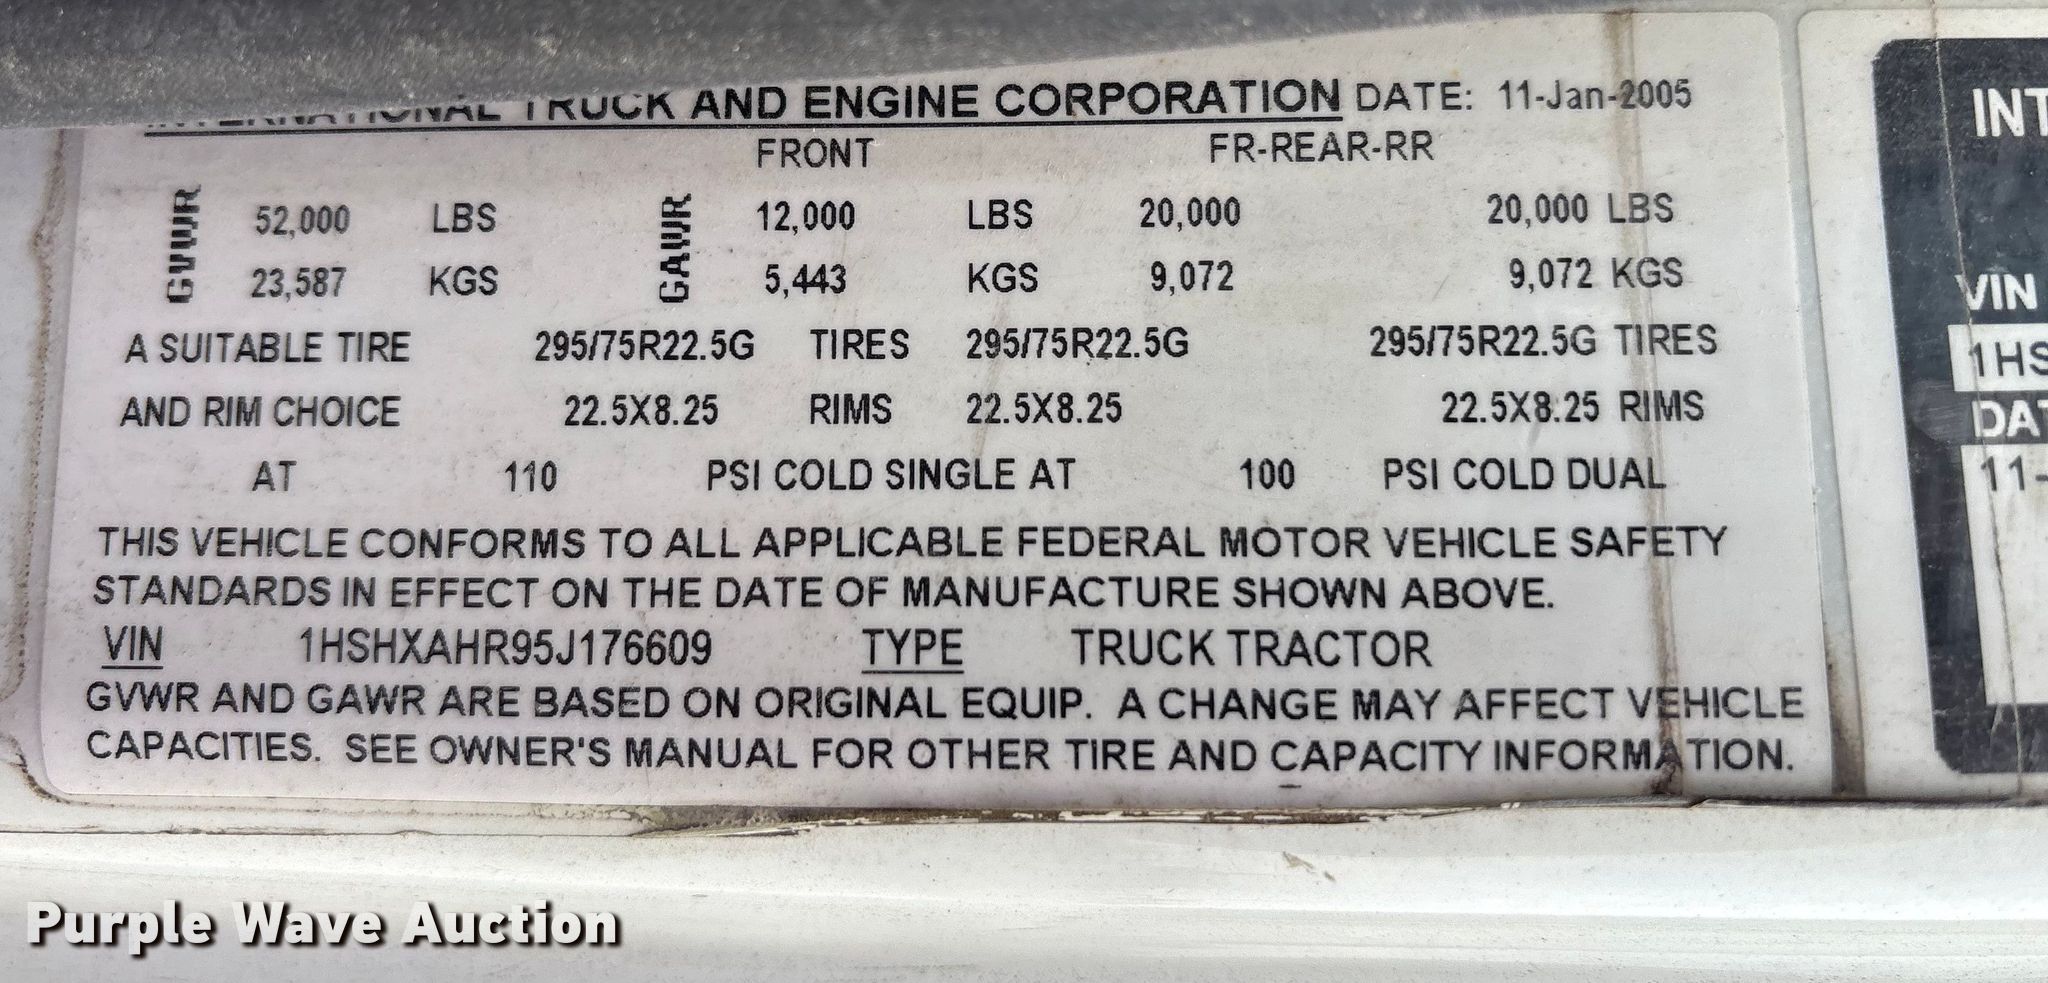 INTERNATIONAL TRUCK AND ENGINE CORPORATION DATE: 11-Jan-2005
FRONT FR-REAR-RR
GVWR 52,000 LBS GAWR 12,000 LBS 20,000 20,000 LBS
23,587 KGS 5,443 KGS 9,072 9,072 KGS
A SUITABLE TIRE 295/75R22.5G TIRES 295/75R22.5G 295/75R22.5G TIRES
AND RIM CHOICE 22.5X8.25 RIMS 22.5X8.25 22.5X8.25 RIMS
AT 110 PSI COLD SINGLE AT 100 PSI COLD DUAL
THIS VEHICLE CONFORMS TO ALL APPLICABLE FEDERAL MOTOR VEHICLE SAFETY
STANDARDS IN EFFECT ON THE DATE OF MANUFACTURE SHOWN ABOVE.
VIN 1HSHXAHR95J176609 TYPE TRUCK TRACTOR
GVWR AND GAWR ARE BASED ON ORIGINAL EQUIP. A CHANGE MAY AFFECT VEHICLE
CAPACITIES. SEE OWNER'S MANUAL FOR OTHER TIRE AND CAPACITY INFORMATION.
INT
VIN
1HS
DAT
11-
Purple Wave Auction